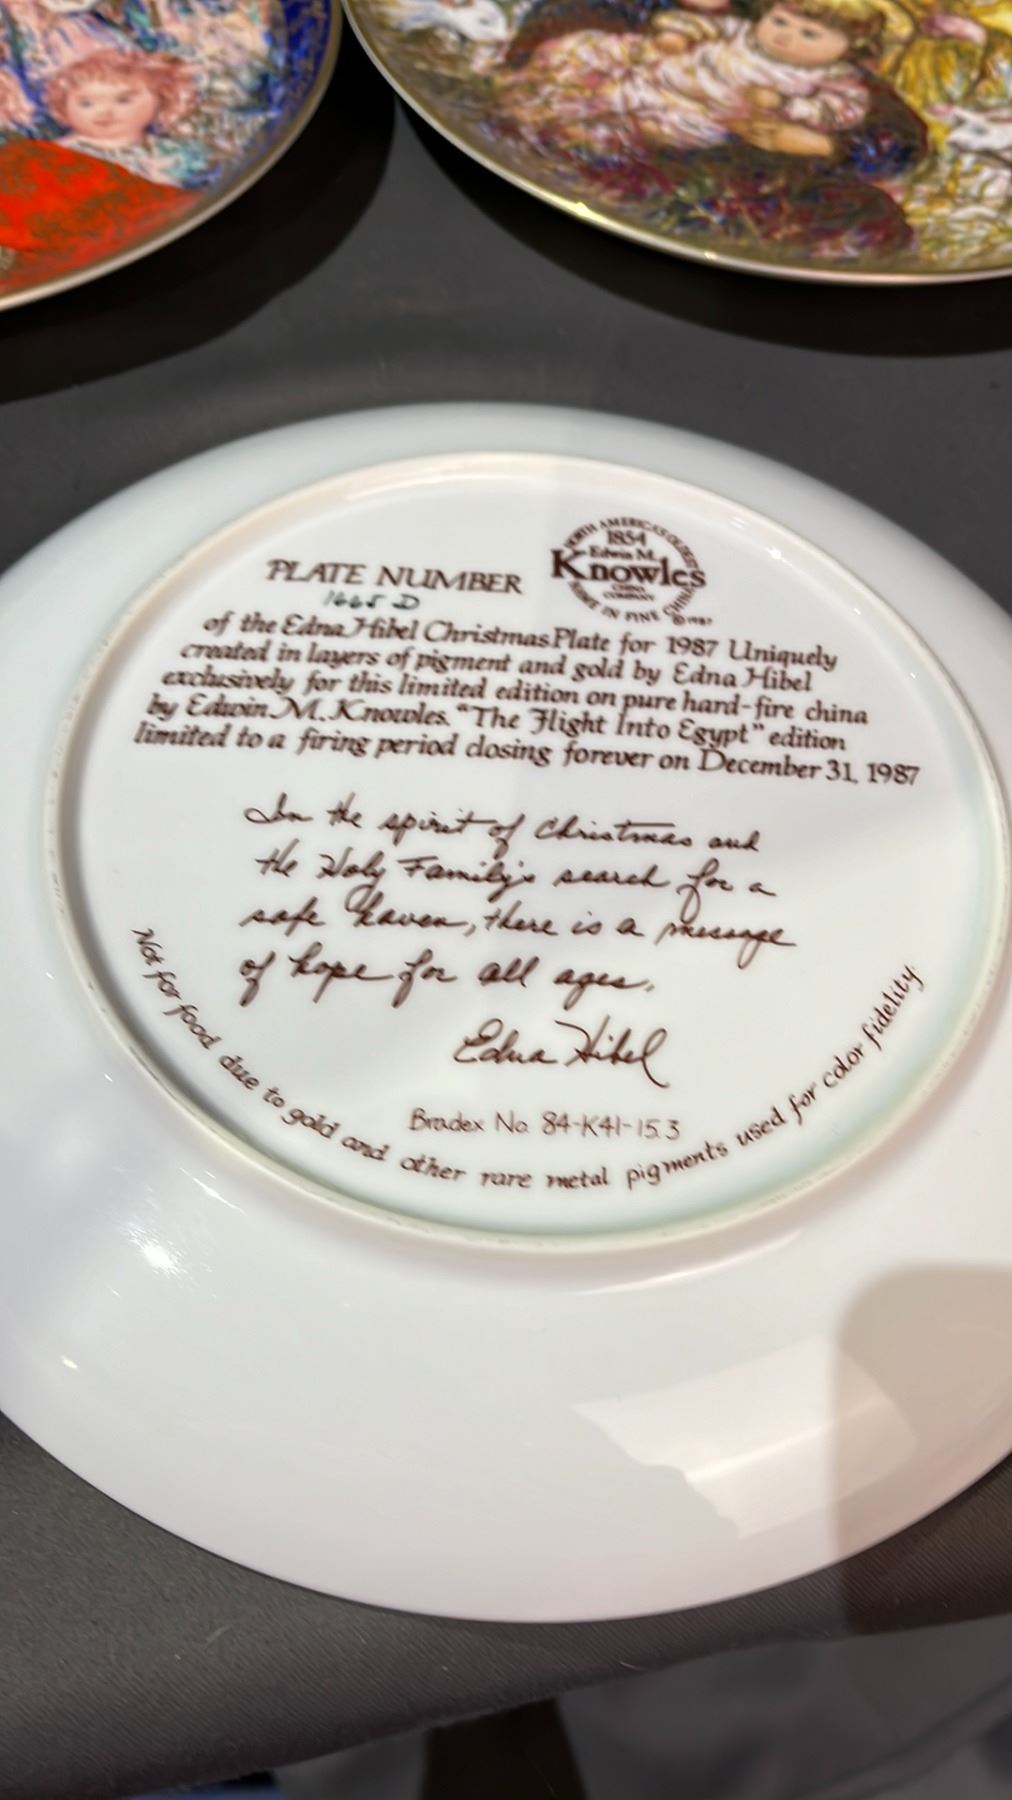 PLATE NUMBER
1665 D
NORTH AMERICA'S OLDEST
1854
Edwin M.
Knowles
CHINA
COMPANY
NAME IN FINE CHINA
© 1987
of the Edna Hibel Christmas Plate for 1987 Uniquely
created in layers of pigment and gold by Edna Hibel
exclusively for this limited edition on pure hard-fire china
by Edwin M. Knowles. "The Flight Into Egypt" edition
limited to a firing period closing forever on December 31, 1987
In the spirit of Christmas and
the Holy Family's search for a
safe haven, there is a message
of hope for all ages.
Edna Hibel
Bradex No. 84-K41-15.3
Not for food due to gold and other rare metal pigments used for color fidelity.